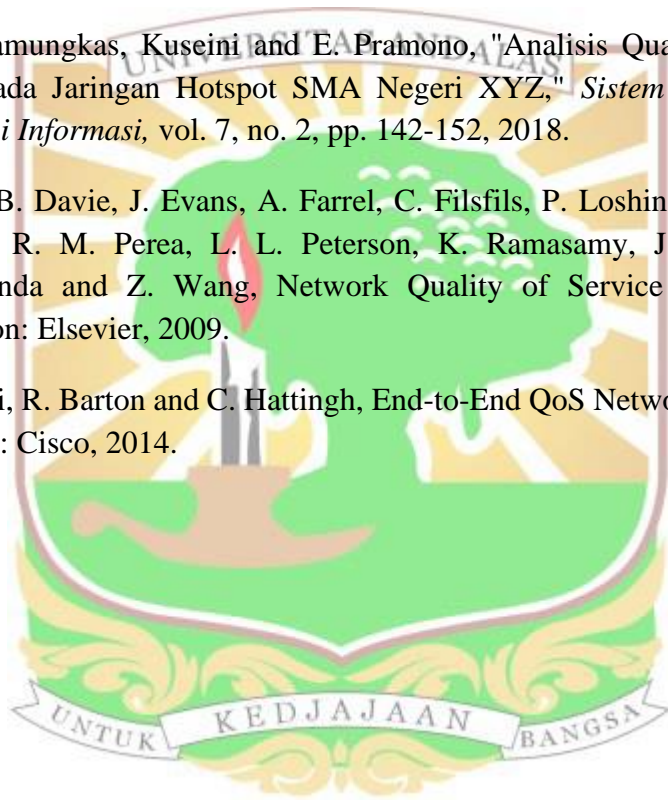 amungkas, Kuseini and E. Pramono, "Analisis Qua
UNIVERSITAS ANDALAS
ada Jaringan Hotspot SMA Negeri XYZ," Sistem
i Informasi, vol. 7, no. 2, pp. 142-152, 2018.
B. Davie, J. Evans, A. Farrel, C. Filsfils, P. Loshin
R. M. Perea, L. L. Peterson, K. Ramasamy, J
nda and Z. Wang, Network Quality of Service
on: Elsevier, 2009.
i, R. Barton and C. Hattingh, End-to-End QoS Netwo
: Cisco, 2014.
UNTUK KEDJAJAAN BANGSA